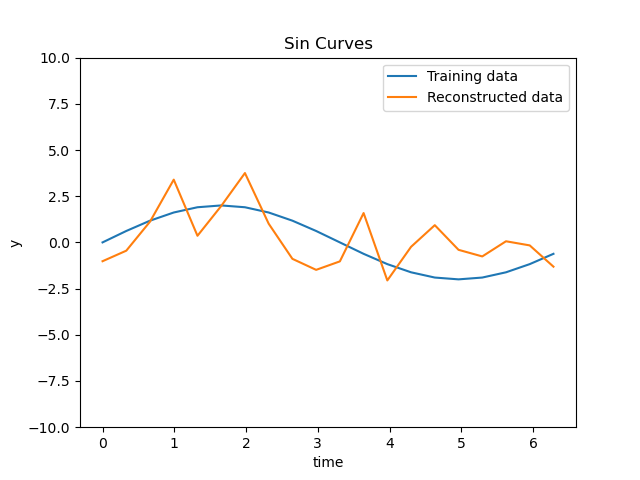 Sin Curves
Training data
Reconstructed data
10.0
7.5
5.0
2.5
0.0
−2.5
−5.0
−7.5
−10.0
y
0 1 2 3 4 5 6
time